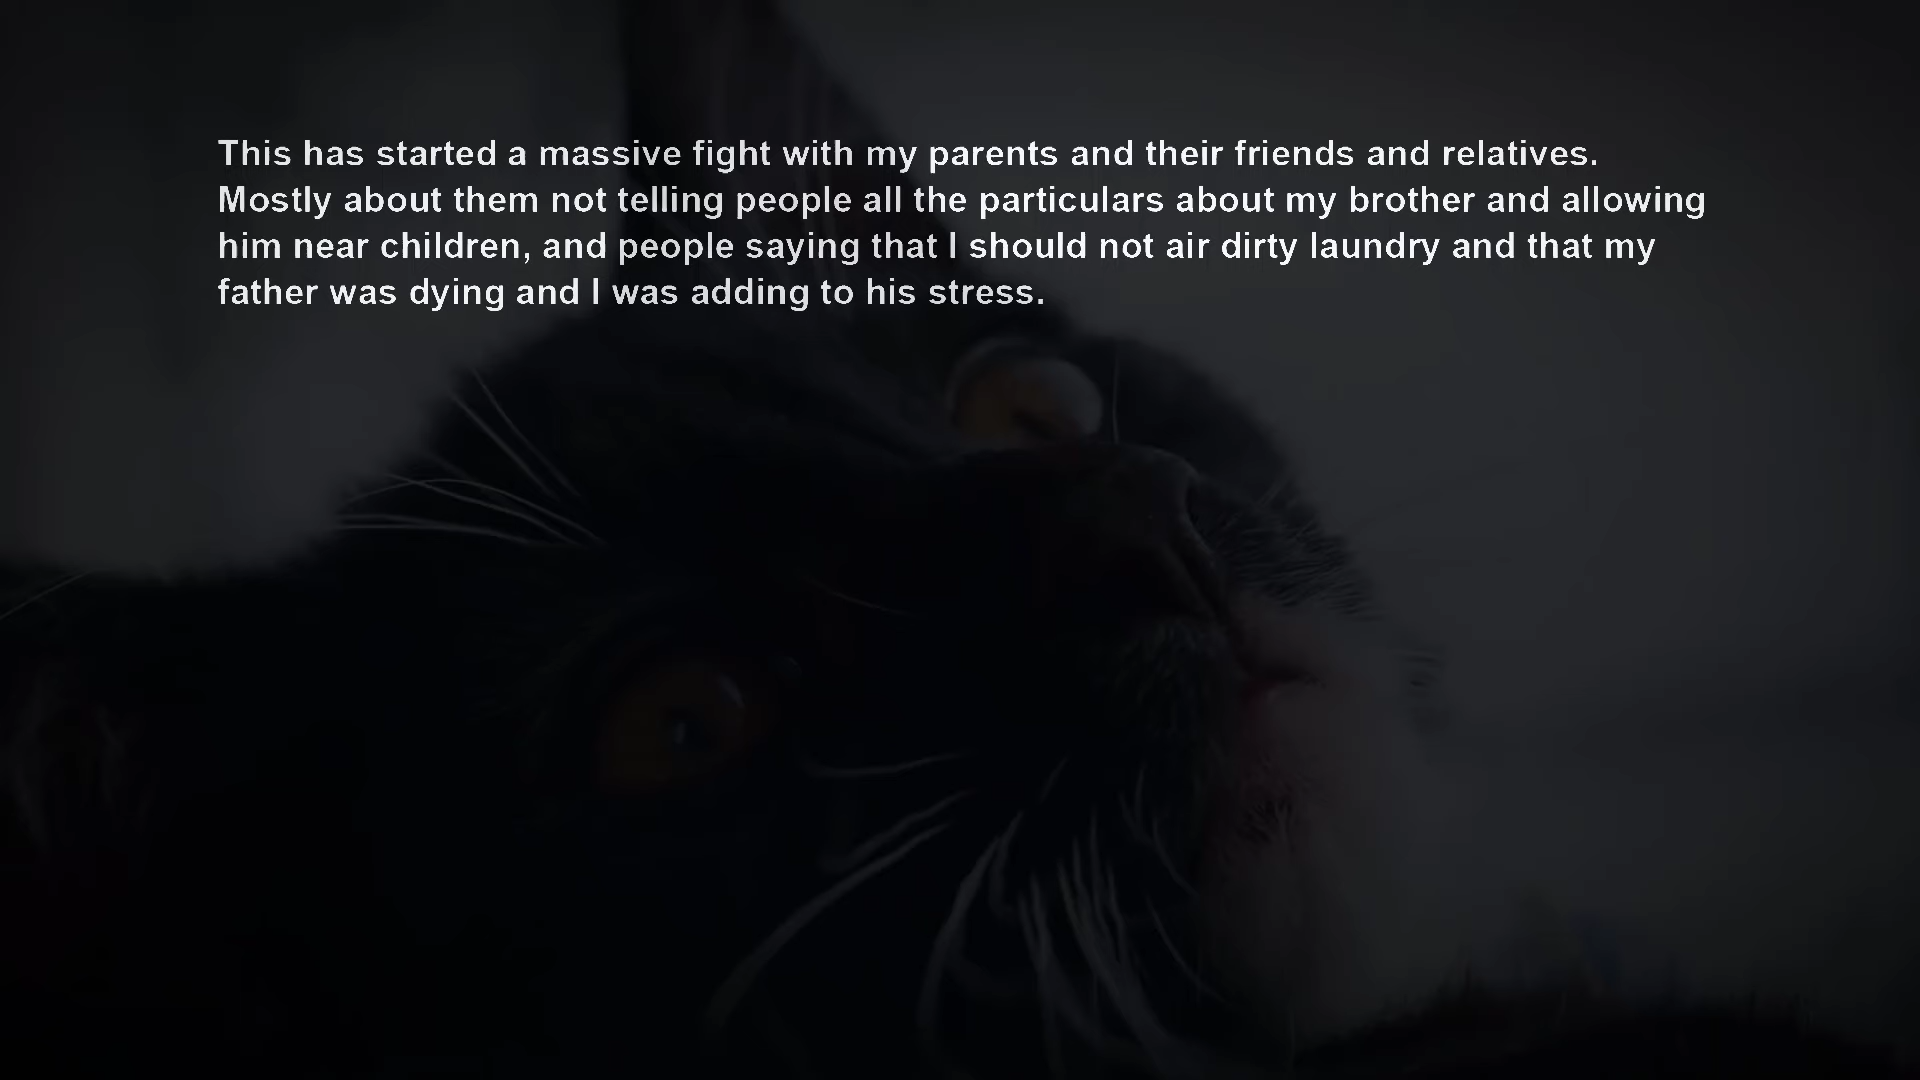 This has started a massive fight with my parents and their friends and relatives.
Mostly about them not telling people all the particulars about my brother and allowing
him near children, and people saying that I should not air dirty laundry and that my
father was dying and I was adding to his stress.